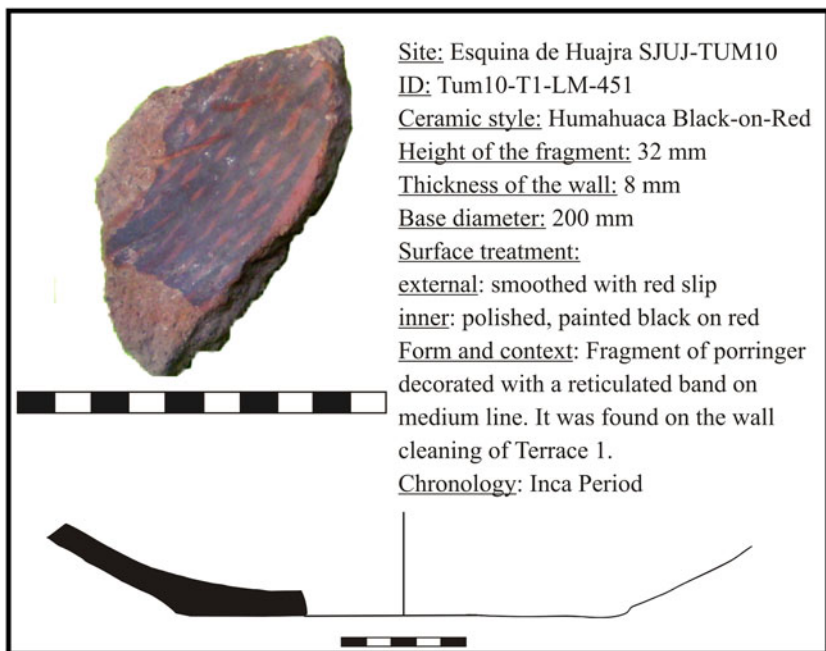 Site: Esquina de Huajra SJUJ-TUM10
ID: Tum10-T1-LM-451
Ceramic style: Humahuaca Black-on-Red
Height of the fragment: 32 mm
Thickness of the wall: 8 mm
Base diameter: 200 mm
Surface treatment:
external: smoothed with red slip
inner: polished, painted black on red
Form and context: Fragment of porringer
decorated with a reticulated band on
medium line. It was found on the wall
cleaning of Terrace 1.
Chronology: Inca Period